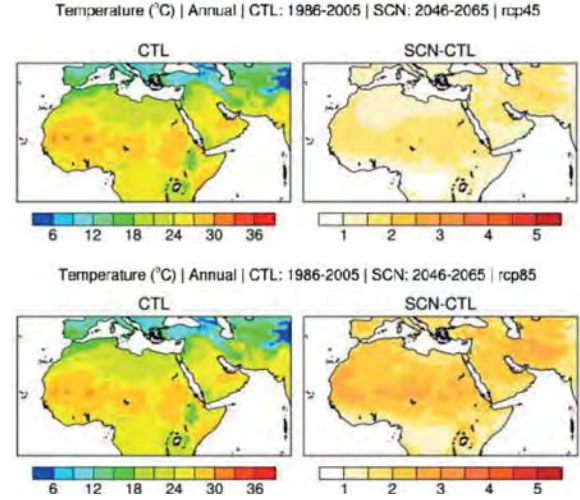 Temperature (°C) | Annual | CTL: 1986-2005 | SCN: 2046-2065 | rcp45
CTL
SCN-CTL
6 12 18 24 30 36
1 2 3 4 5
Temperature (°C) | Annual | CTL: 1986-2005 | SCN: 2046-2065 | rcp85
CTL
SCN-CTL
6 12 18 24 30 36
1 2 3 4 5